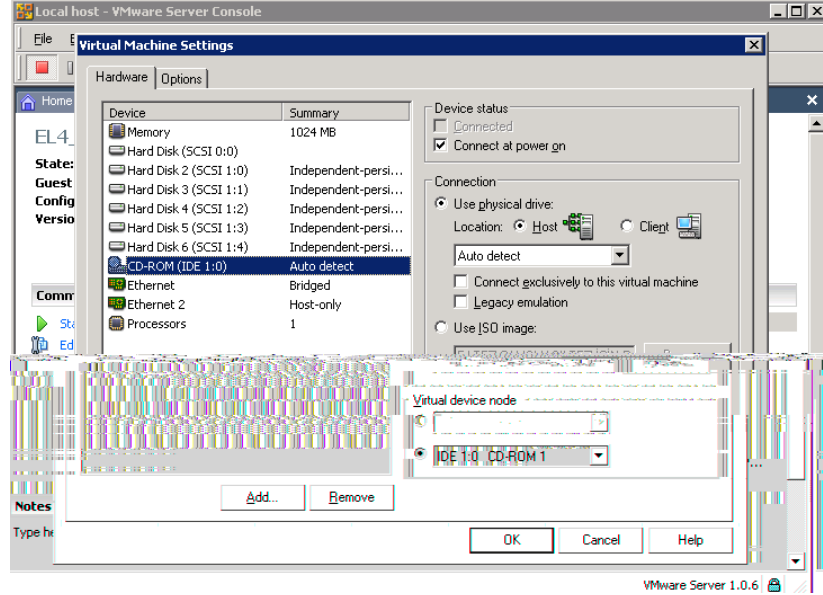 Local host - VMware Server Console
File
Virtual Machine Settings
Hardware Options
Home
EL4_
State:
Guest
Config
Versio
Device Summary
Memory 1024 MB
Hard Disk (SCSI 0:0)
Hard Disk 2 (SCSI 1:0) Independent-persi...
Hard Disk 3 (SCSI 1:1) Independent-persi...
Hard Disk 4 (SCSI 1:2) Independent-persi...
Hard Disk 5 (SCSI 1:3) Independent-persi...
Hard Disk 6 (SCSI 1:4) Independent-persi...
CD-ROM (IDE 1:0) Auto detect
Ethernet Bridged
Ethernet 2 Host-only
Processors 1
Device status
Connected
Connect at power on
Connection
Use physical drive:
Location: Host Client
Auto detect
Connect exclusively to this virtual machine
Legacy emulation
Use ISO image:
Comm
Sta
Ed
Virtual device node
IDE 1:0 CD-ROM 1
...
Add... Remove
Notes
Type he
OK Cancel Help
VMware Server 1.0.6